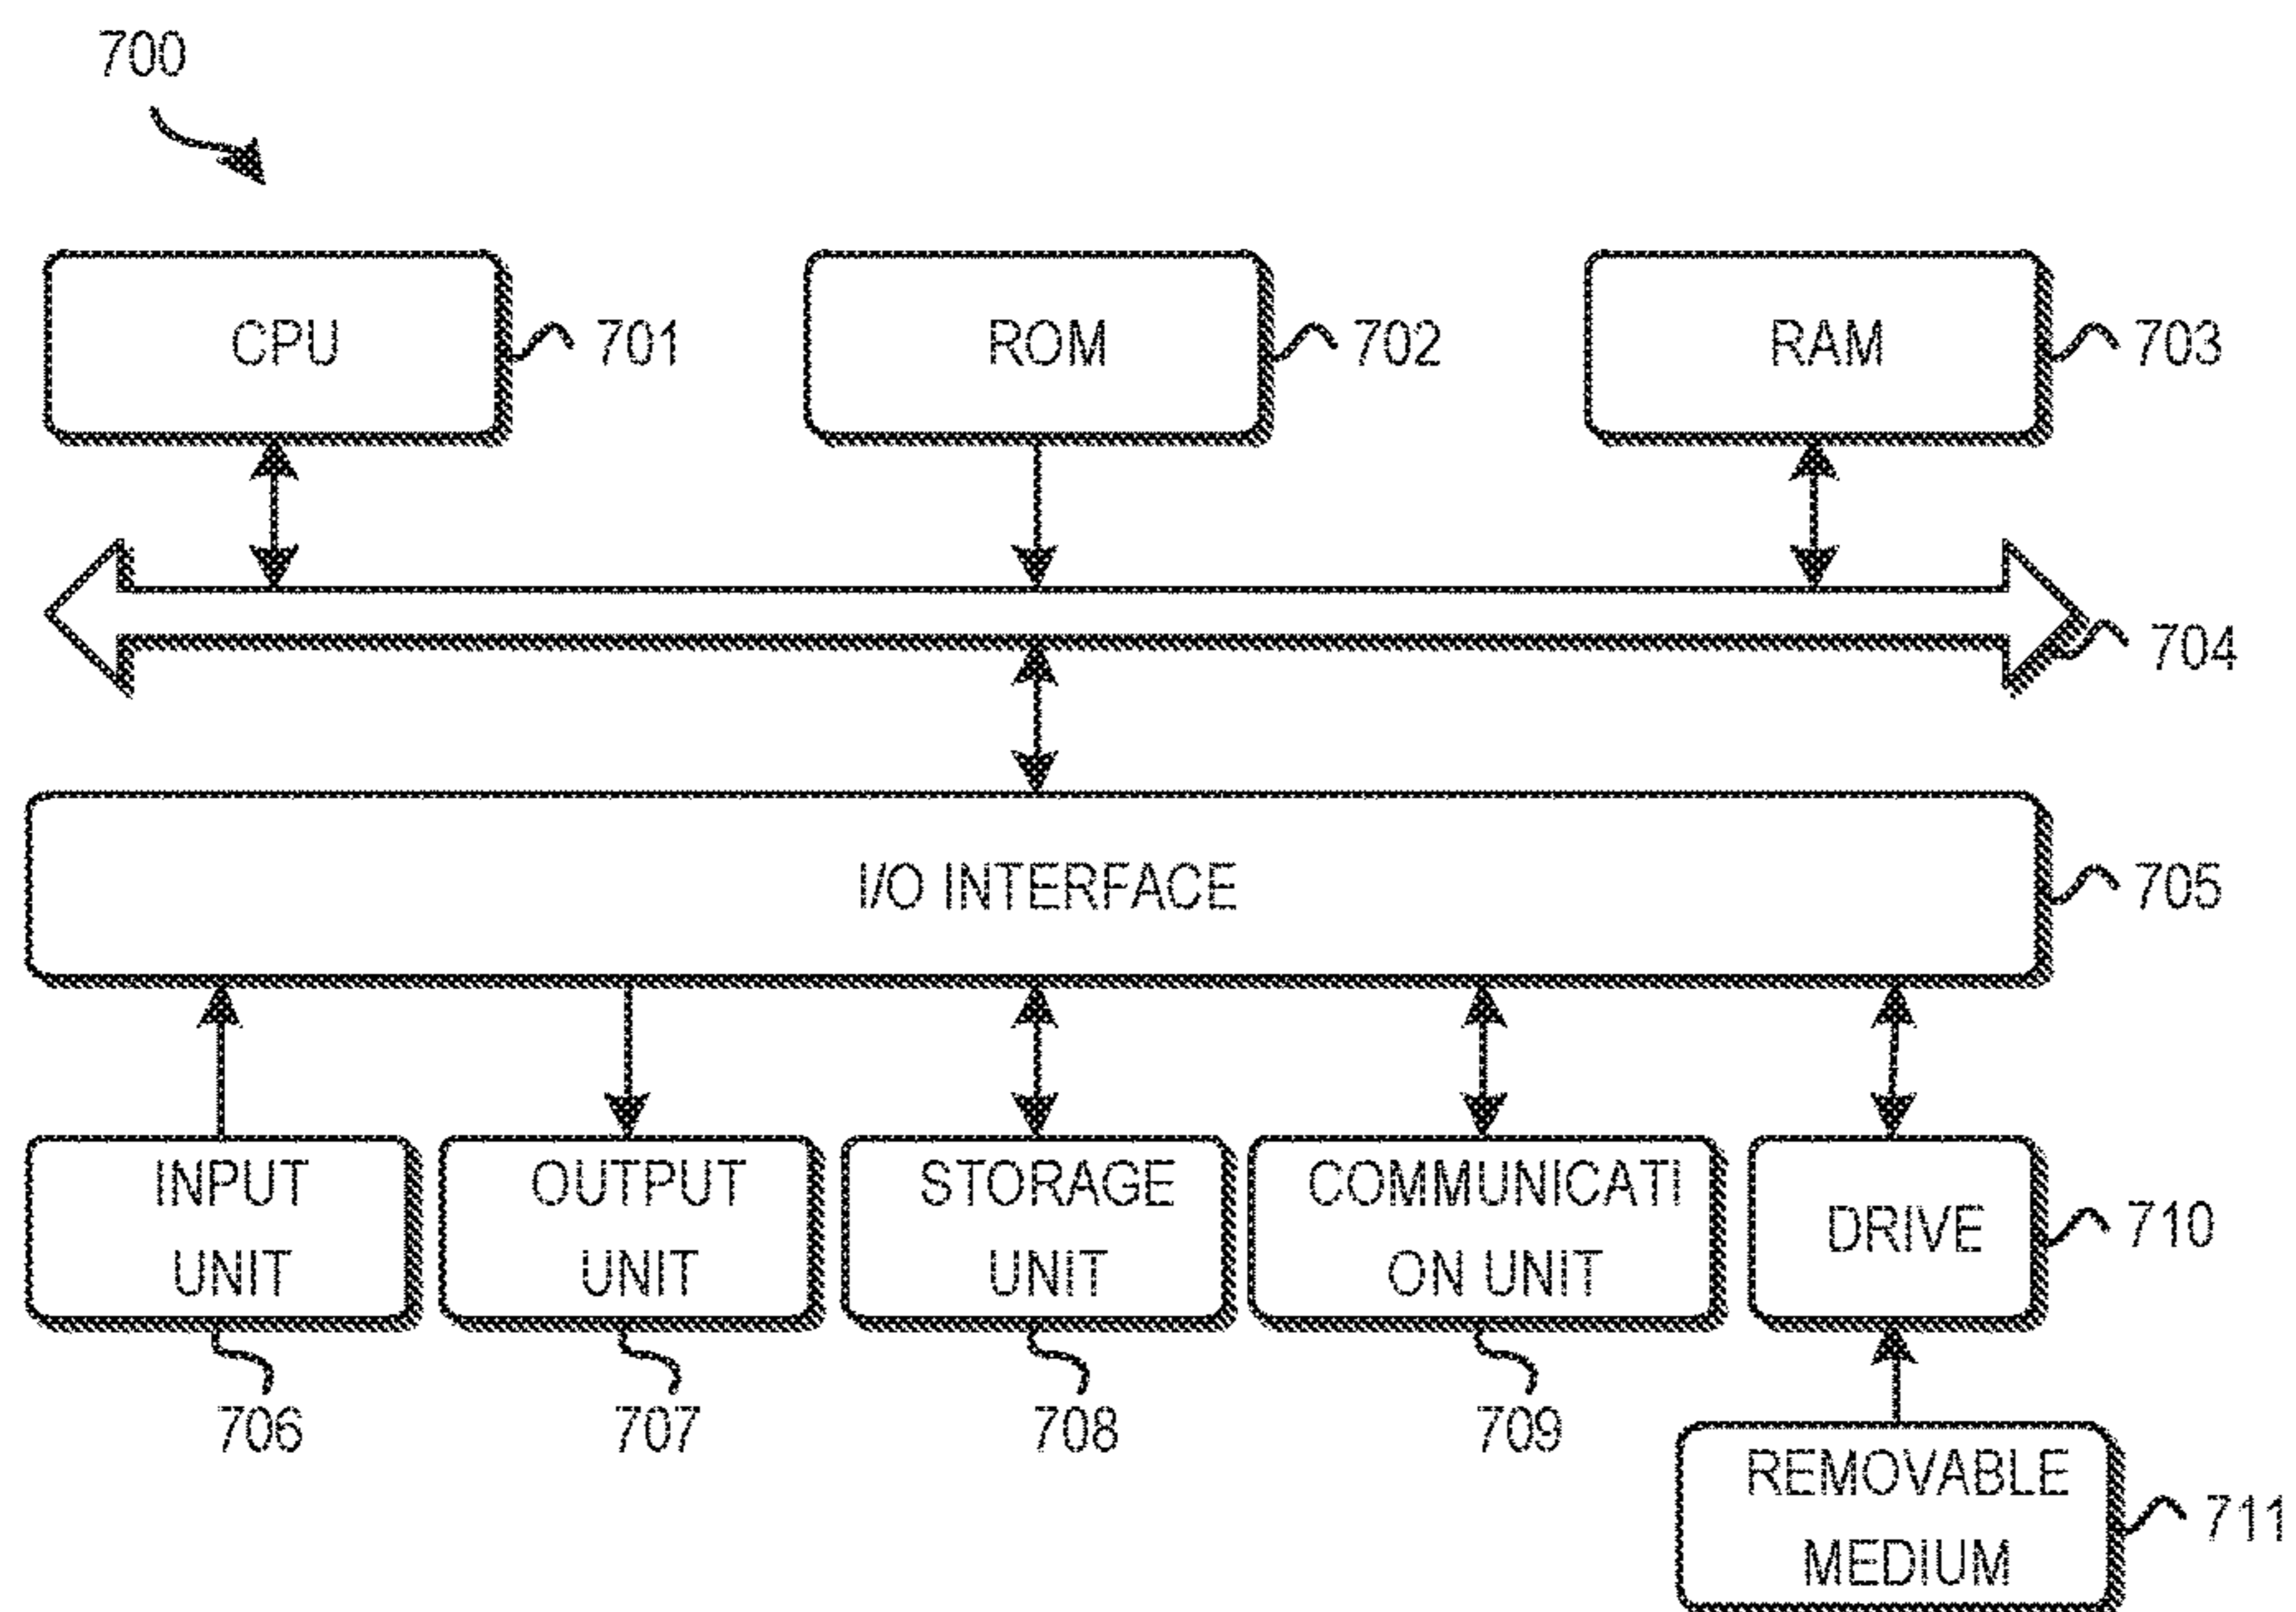 700
CPU
701
ROM
702
RAM
703
704
I/O INTERFACE
705
INPUT
UNIT
OUTPUT
UNIT
STORAGE
UNIT
COMMUNICATI
ON UNIT
DRIVE
710
706
707
708
709
REMOVABLE
MEDIUM
711